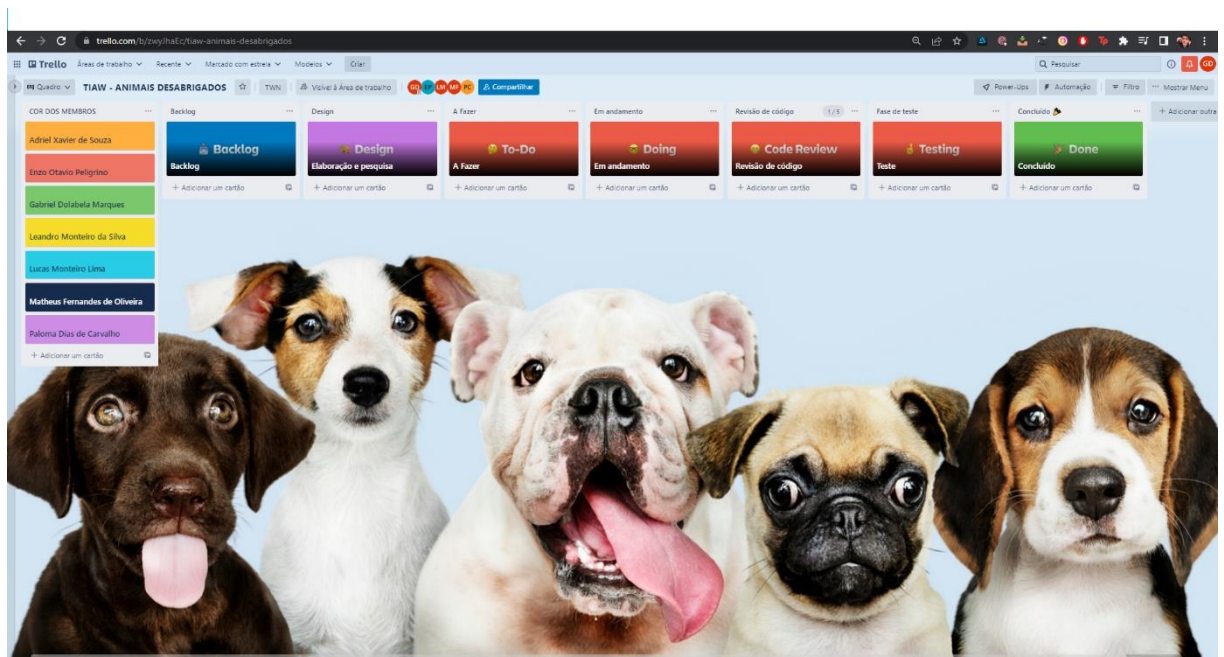 trello.com/b/zwyJhaEc/tiaw-animais-desabrigados
Trello Áreas de trabalho Recente Marcado com estrela Modelos Criar Pesquisar GD
Quadro TIAW - ANIMAIS DESABRIGADOS TWN Visível à Área de trabalho GD EP LM MF PC Compartilhar Power-Ups Automação Filtro Mostrar Menu
COR DOS MEMBROS
Adriel Xavier de Souza
Enzo Otavio Peligrino
Gabriel Dolabela Marques
Leandro Monteiro da Silva
Lucas Monteiro Lima
Matheus Fernandes de Oliveira
Paloma Dias de Carvalho
+ Adicionar um cartão
Backlog
Backlog
Backlog
+ Adicionar um cartão
Design
Design
Elaboração e pesquisa
+ Adicionar um cartão
A Fazer
To-Do
A Fazer
+ Adicionar um cartão
Em andamento
Doing
Em andamento
+ Adicionar um cartão
Revisão de código 1/5
Code Review
Revisão de código
+ Adicionar um cartão
Fase de teste
Testing
Teste
+ Adicionar um cartão
Concluído
Done
Concluído
+ Adicionar um cartão
+ Adicionar outra